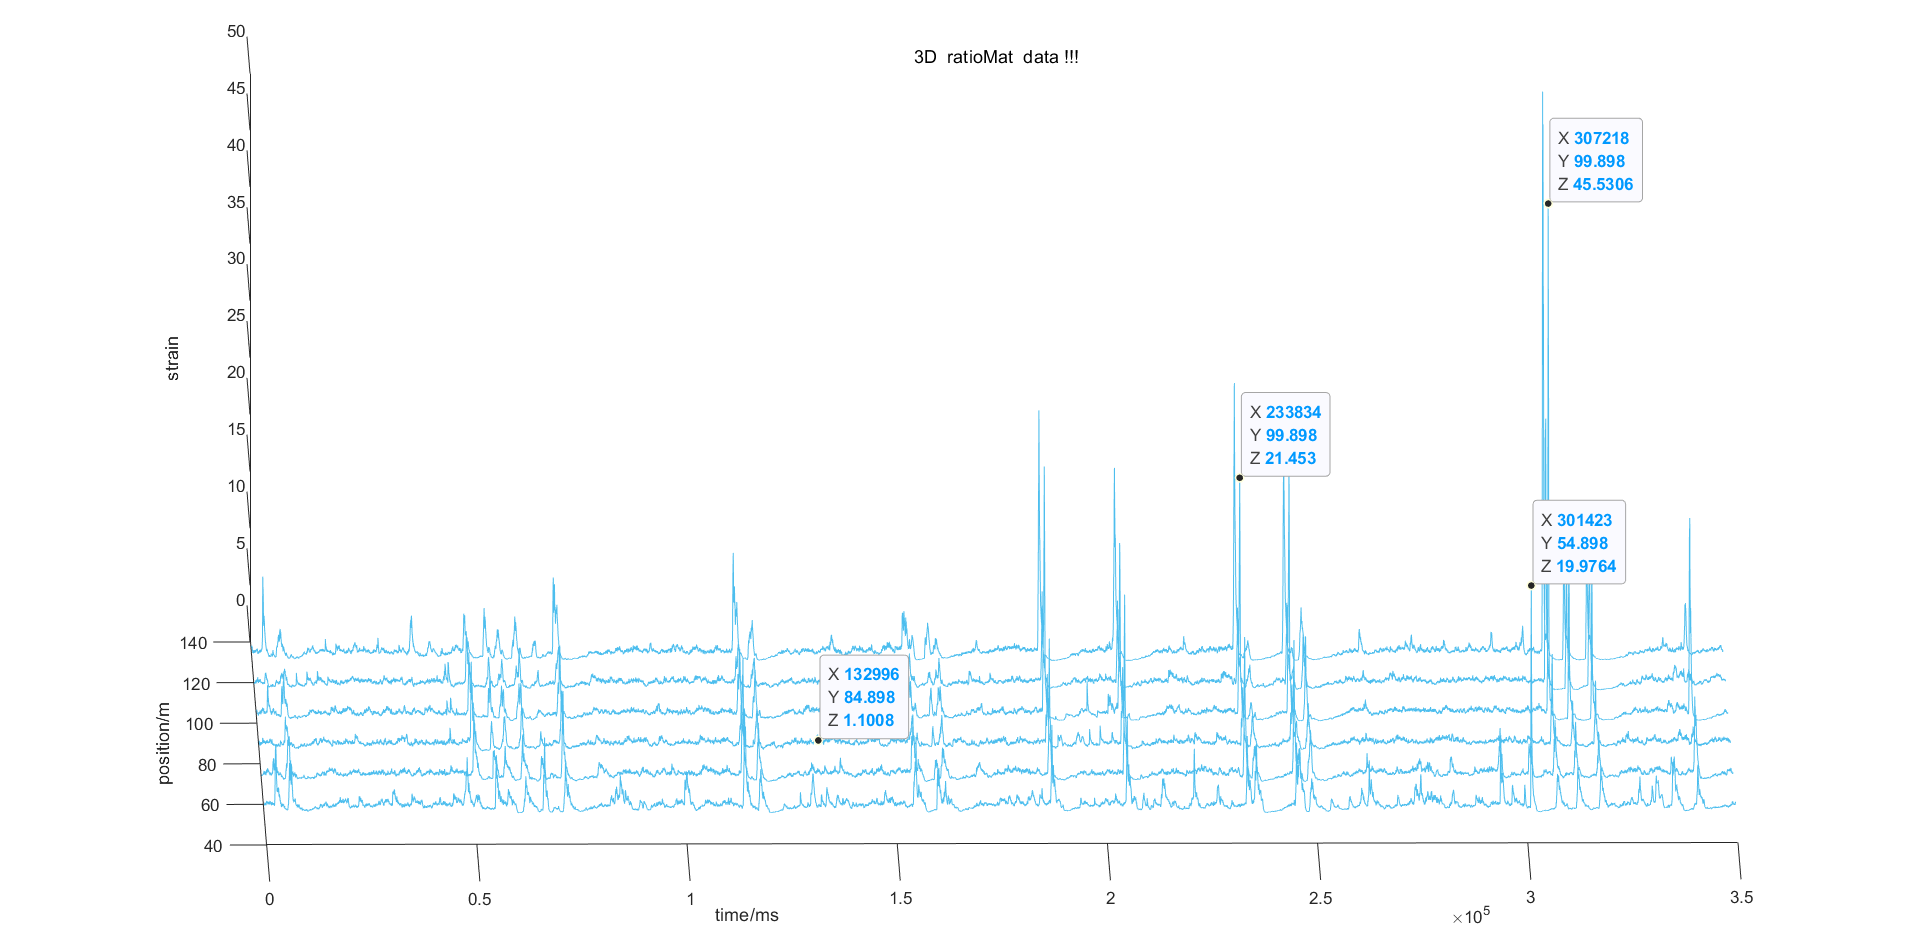 3D ratioMat data !!!
50
45
40
35
30
25
20
15
10
5
0
strain
140
120
100
80
60
40
position/m
0
0.5
1
1.5
2
2.5
3
3.5
time/ms
×10^5
X 307218
Y 99.898
Z 45.5306
X 233834
Y 99.898
Z 21.453
X 301423
Y 54.898
Z 19.9764
X 132996
Y 84.898
Z 1.1008